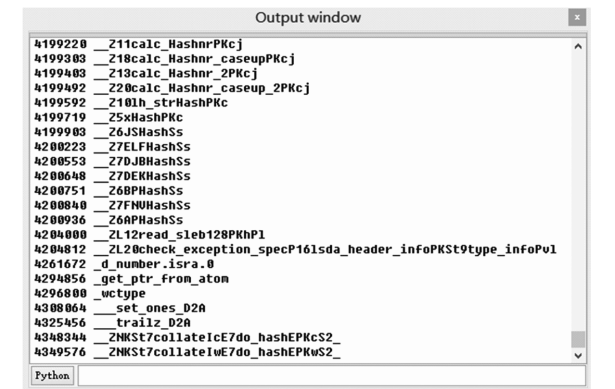 Output window
x
4199220 __Z11calc_HashnrPKcj
4199303 __Z18calc_Hashnr_caseupPKcj
4199403 __Z13calc_Hashnr_2PKcj
4199492 __Z20calc_Hashnr_caseup_2PKcj
4199592 __Z10lh_strHashPKc
4199719 __Z5xHashPKc
4199903 __Z6JSHashSs
4200223 __Z7ELFHashSs
4200553 __Z7DJBHashSs
4200648 __Z7DEKHashSs
4200751 __Z6BPHashSs
4200840 __Z7FNVHashSs
4200936 __Z6APHashSs
4204000 __ZL12read_sleb128PKhPl
4204812 __ZL20check_exception_specP16lsda_header_infoPKSt9type_infoPvl
4261672 _d_number.isra.0
4294856 _get_ptr_from_atom
4296800 _wctype
4308064 ___set_ones_D2A
4325456 ___trailz_D2A
4348344 __ZNKSt7collateIcE7do_hashEPKcS2_
4349576 __ZNKSt7collateIwE7do_hashEPKwS2_
Python